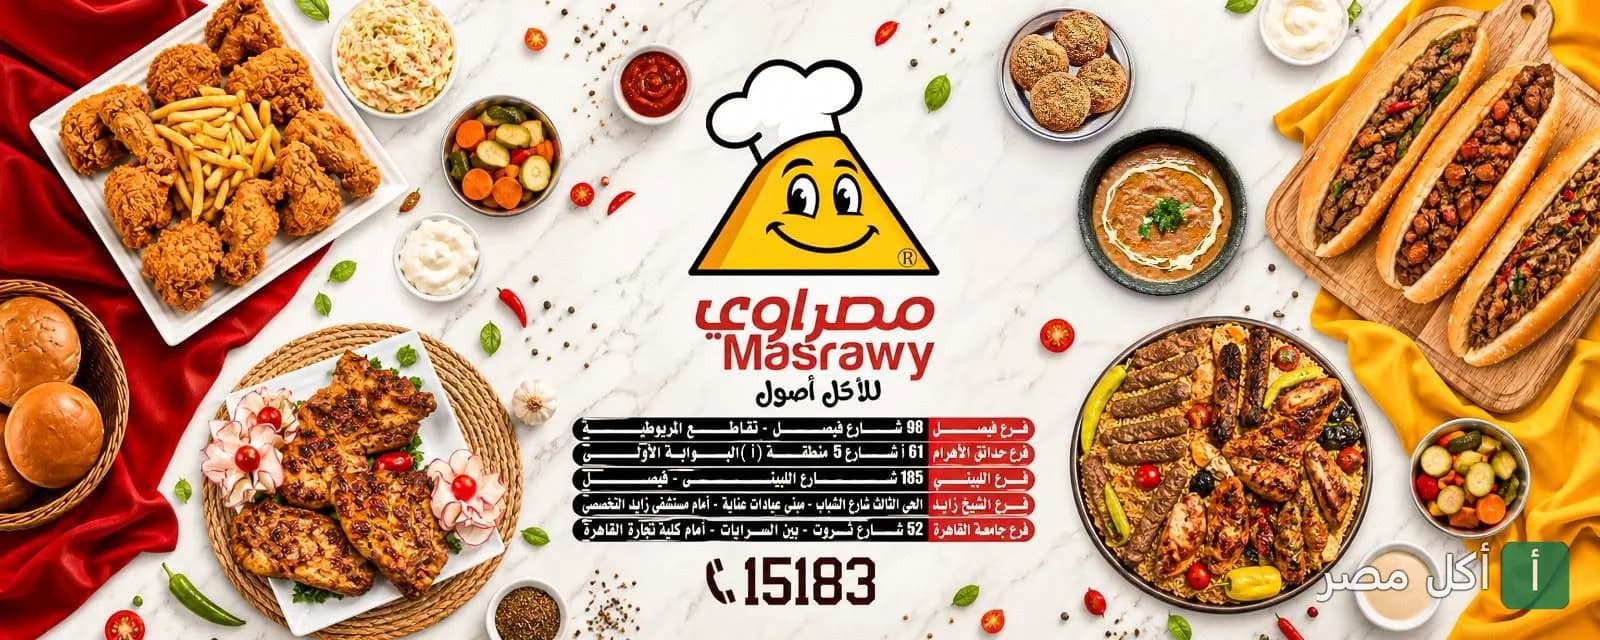 ®
مصراوي
Masrawy
للأكل أصول
فرع فيصل 98 شارع فيصل - تقاطع المريوطية
فرع حدائق الأهرام 61 أ شارع 5 منطقة (أ) البوابة الأولى
فرع اللبيني 185 شارع اللبيني - فيصل
فرع الشيخ زايد الحي الثالث شارع الشباب - مبنى عيادات عناية - أمام مستشفى زايد التخصصي
فرع جامعة القاهرة 52 شارع ثروت - بين السرايات - أمام كلية تجارة القاهرة
15183
أ أكل مصر